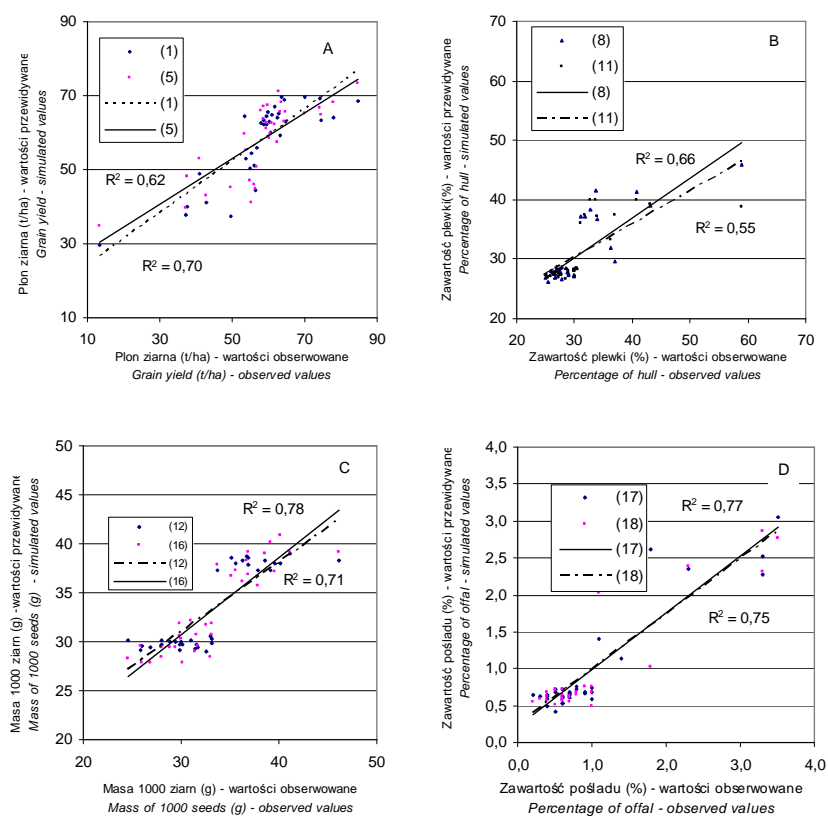 90
70
50
30
10
10
30
50
70
90
A
(1)
(5)
(1)
(5)
R² = 0,62
R² = 0,70
Plon ziarna (t/ha) - wartości przewidywane
Grain yield - simulated values
Plon ziarna (t/ha) - wartości obserwowane
Grain yield (t/ha) - observed values
70
60
50
40
30
20
20
30
40
50
60
70
B
(8)
(11)
(8)
(11)
R² = 0,66
R² = 0,55
Zawartość plewki(%) - wartości przewidywane
Percentage of hull - simulated values
Zawartość plewki (%) - wartości obserwowane
Percentage of hull - observed values
50
45
40
35
30
25
20
20
30
40
50
C
(12)
(16)
(12)
(16)
R² = 0,78
R² = 0,71
Masa 1000 ziarn (g) -wartości przewidywane
Mass of 1000 seeds (g) - simulated values
Masa 1000 ziarn (g) - wartości obserwowane
Mass of 1000 seeds (g) - observed values
4,0
3,5
3,0
2,5
2,0
1,5
1,0
0,5
0,0
0,0
1,0
2,0
3,0
4,0
D
(17)
(18)
(17)
(18)
R² = 0,77
R² = 0,75
Zawartość pośladu (%) - wartości przewidywane
Percentage of offal - simulated values
Zawartość pośladu (%) - wartości obserwowane
Percentage of offal - observed values